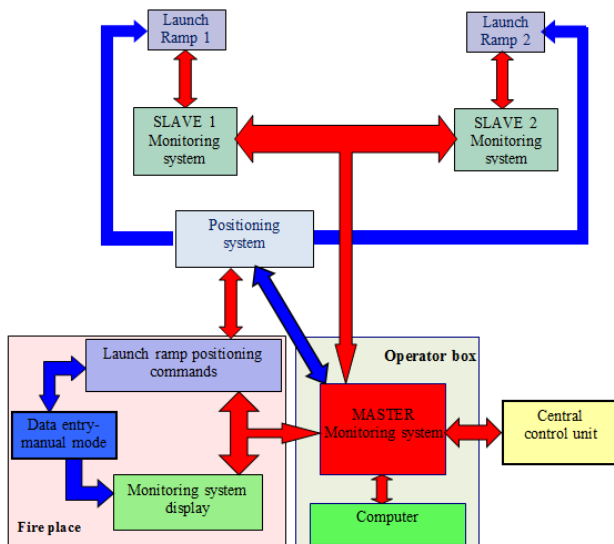 Launch
Ramp 1
Launch
Ramp 2
SLAVE 1
Monitoring
system
SLAVE 2
Monitoring
system
Positioning
system
Launch ramp positioning
commands
Operator box
Data entry-
manual mode
MASTER
Monitoring system
Central
control unit
Monitoring system
display
Computer
Fire place